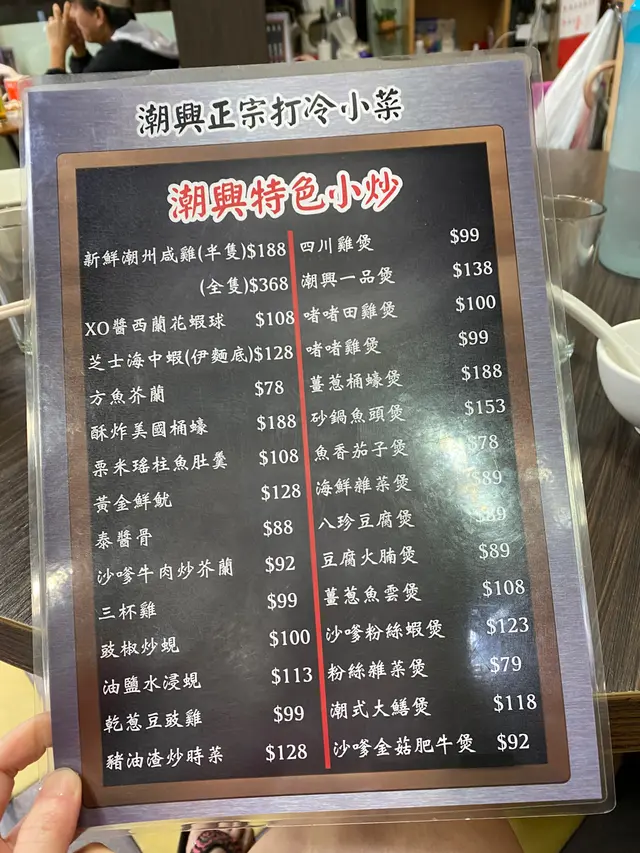 潮興正宗打冷小菜
潮興特色小炒
新鮮潮州咸雞(半隻)$188
(全隻)$368
XO醬西蘭花蝦球 $108
芝士海中蝦(伊麵底)$128
方魚芥蘭 $78
酥炸美國桶蠔 $188
栗米瑤柱魚肚羹 $108
黃金鮮魷 $128
泰醬骨 $88
沙嗲牛肉炒芥蘭 $92
三杯雞 $99
豉椒炒蜆 $100
油鹽水浸蜆 $113
乾蔥豆豉雞 $99
豬油渣炒時菜 $128
四川雞煲 $99
潮興一品煲 $138
啫啫田雞煲 $100
啫啫雞煲 $99
薑蔥桶蠔煲 $188
砂鍋魚頭煲 $153
魚香茄子煲 $78
海鮮雜菜煲 $89
八珍豆腐煲 $89
豆腐火腩煲 $89
薑蔥魚雲煲 $108
沙嗲粉絲蝦煲 $123
粉絲雜菜煲 $79
潮式大鱔煲 $118
沙嗲金菇肥牛煲 $92